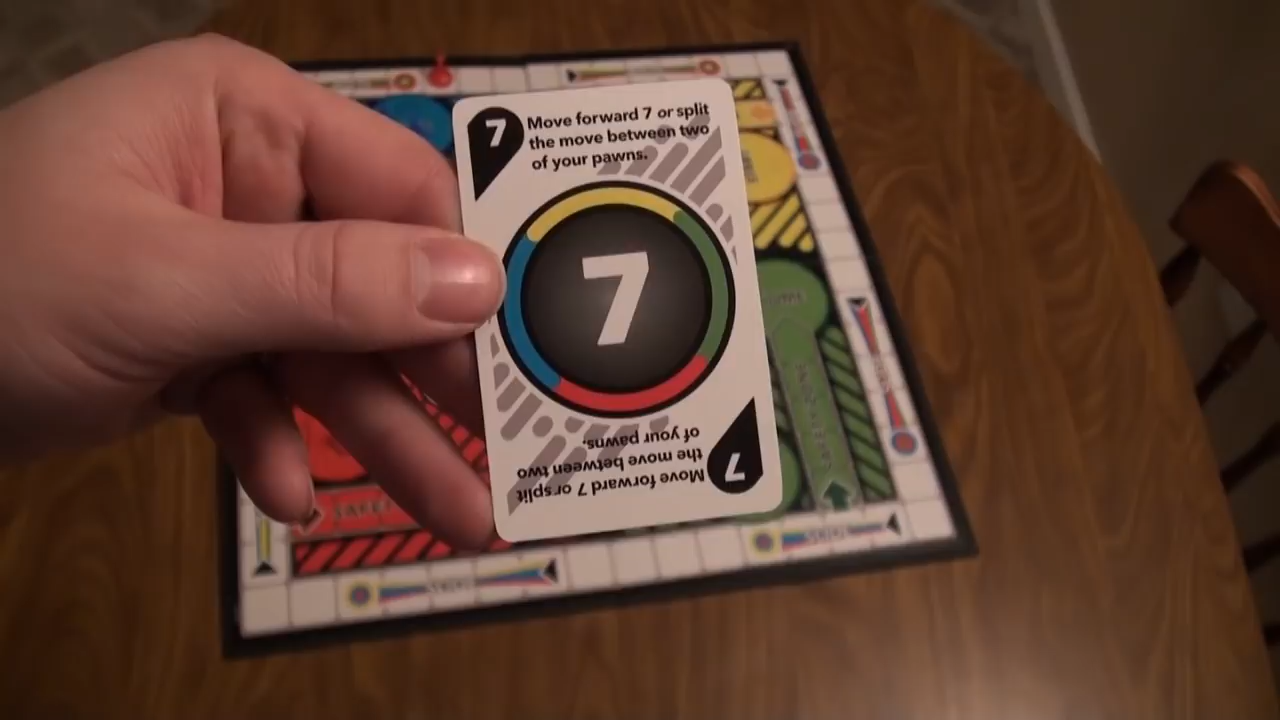 7
Move forward 7 or split
the move between two
of your pawns.
7
7
Move forward 7 or split
the move between two
of your pawns.